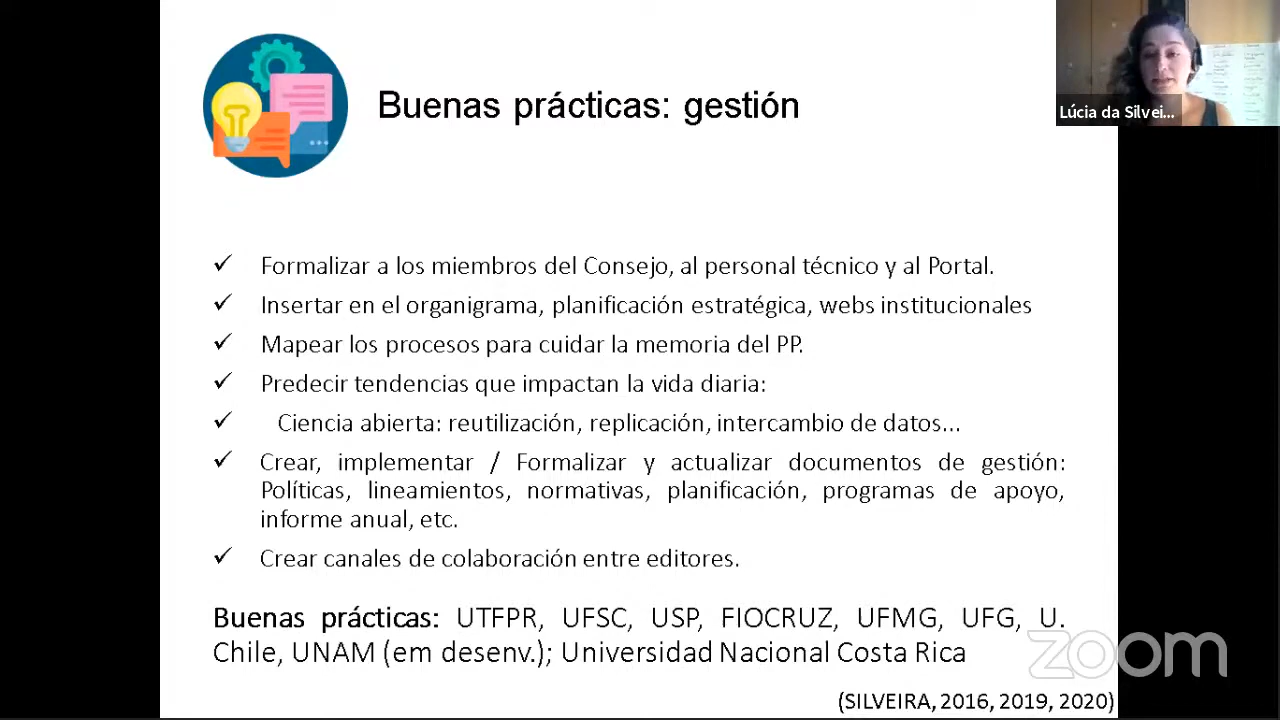 Buenas prácticas: gestión
Lúcia da Silvei...
✓ Formalizar a los miembros del Consejo, al personal técnico y al Portal.
✓ Insertar en el organigrama, planificación estratégica, webs institucionales
✓ Mapear los procesos para cuidar la memoria del PP.
✓ Predecir tendencias que impactan la vida diaria:
✓ Ciencia abierta: reutilización, replicación, intercambio de datos...
✓ Crear, implementar / Formalizar y actualizar documentos de gestión:
Políticas, lineamientos, normativas, planificación, programas de apoyo,
informe anual, etc.
✓ Crear canales de colaboración entre editores.
Buenas prácticas: UTFPR, UFSC, USP, FIOCRUZ, UFMG, UFG, U.
Chile, UNAM (em desenv.); Universidad Nacional Costa Rica
zoom
(SILVEIRA, 2016, 2019, 2020)